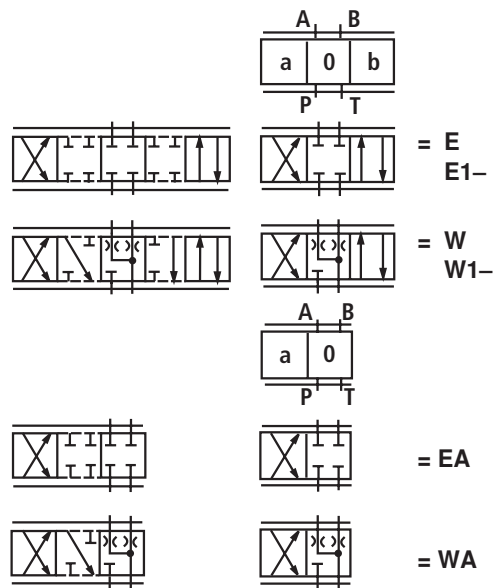 A B
a 0 b
P T
= E
E1–
= W
W1–
A B
a 0
P T
= EA
= WA